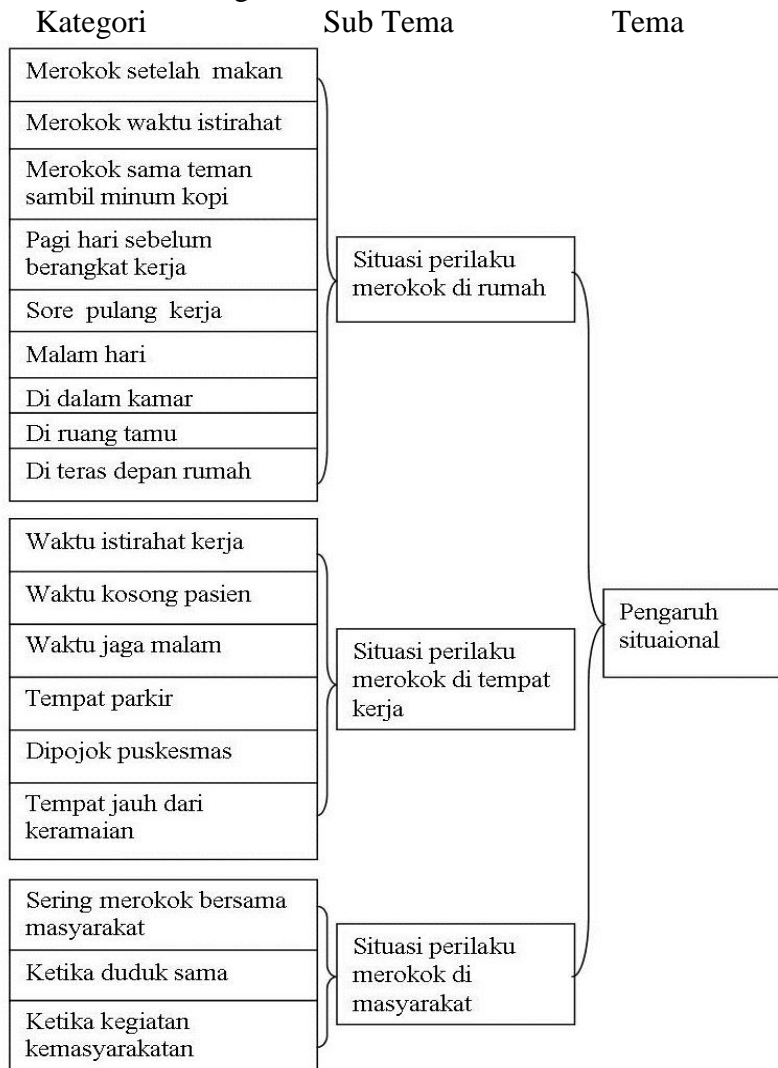 Kategori Sub Tema Tema
Merokok setelah makan
Merokok waktu istirahat
Merokok sama teman
sambil minum kopi
Pagi hari sebelum
berangkat kerja
Sore pulang kerja
Malam hari
Di dalam kamar
Di ruang tamu
Di teras depan rumah
Situasi perilaku
merokok di rumah
Waktu istirahat kerja
Waktu kosong pasien
Waktu jaga malam
Tempat parkir
Dipojok puskesmas
Tempat jauh dari
keramaian
Situasi perilaku
merokok di tempat
kerja
Sering merokok bersama
masyarakat
Ketika duduk sama
Ketika kegiatan
kemasyarakatan
Situasi perilaku
merokok di
masyarakat
Pengaruh
situaional